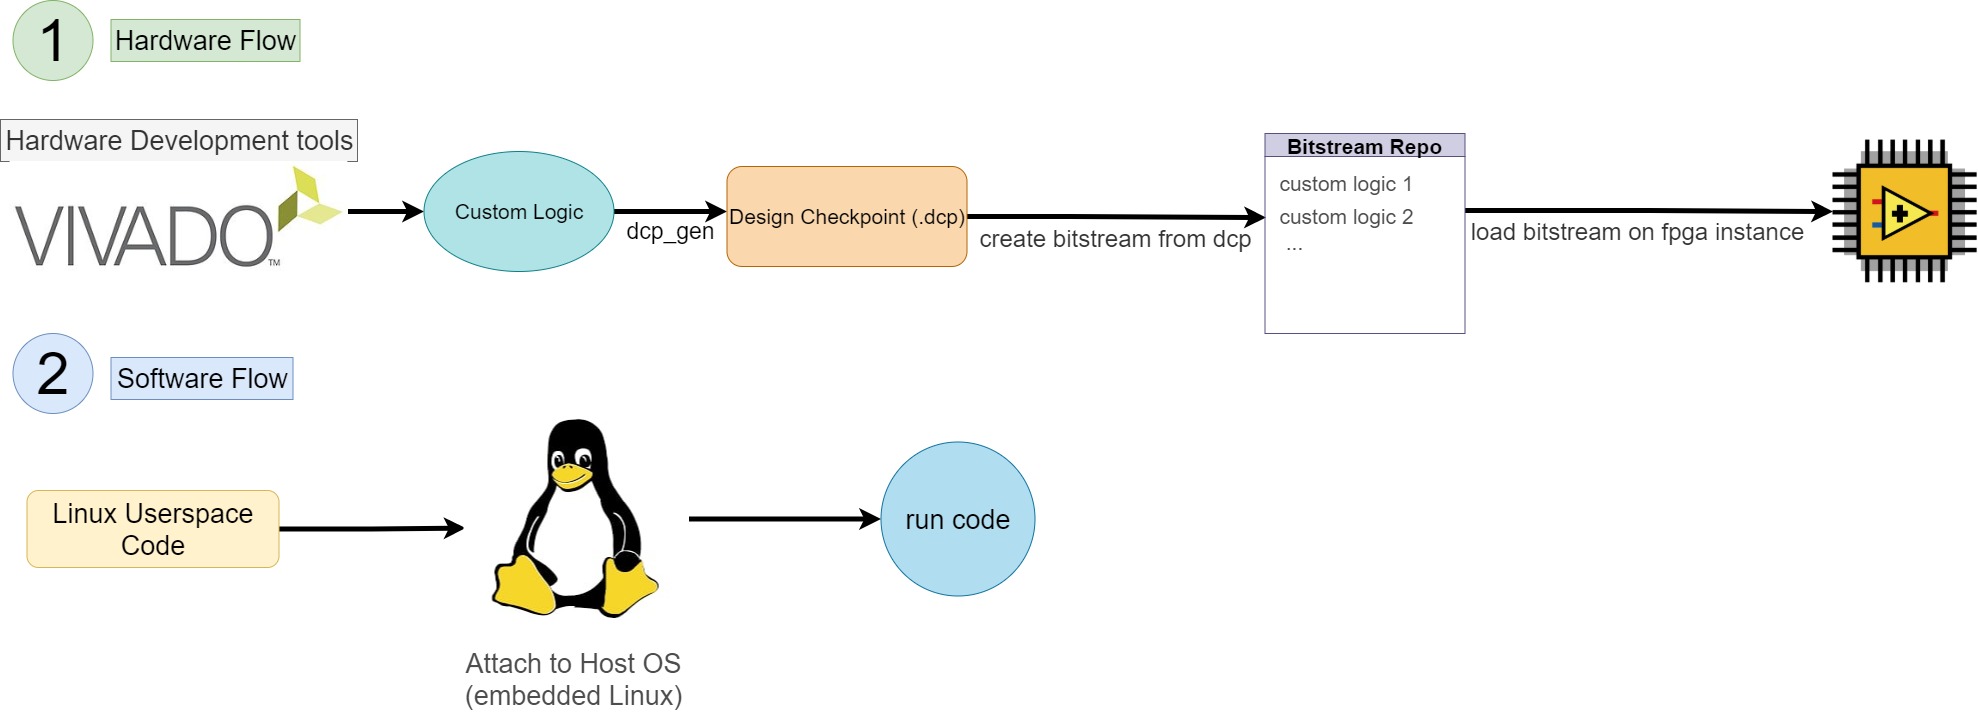 1
Hardware Flow
Hardware Development tools
VIVADO™
Custom Logic
dcp_gen
Design Checkpoint (.dcp)
create bitstream from dcp
Bitstream Repo
custom logic 1
custom logic 2
...
load bitstream on fpga instance
2
Software Flow
Linux Userspace
Code
Attach to Host OS
(embedded Linux)
run code